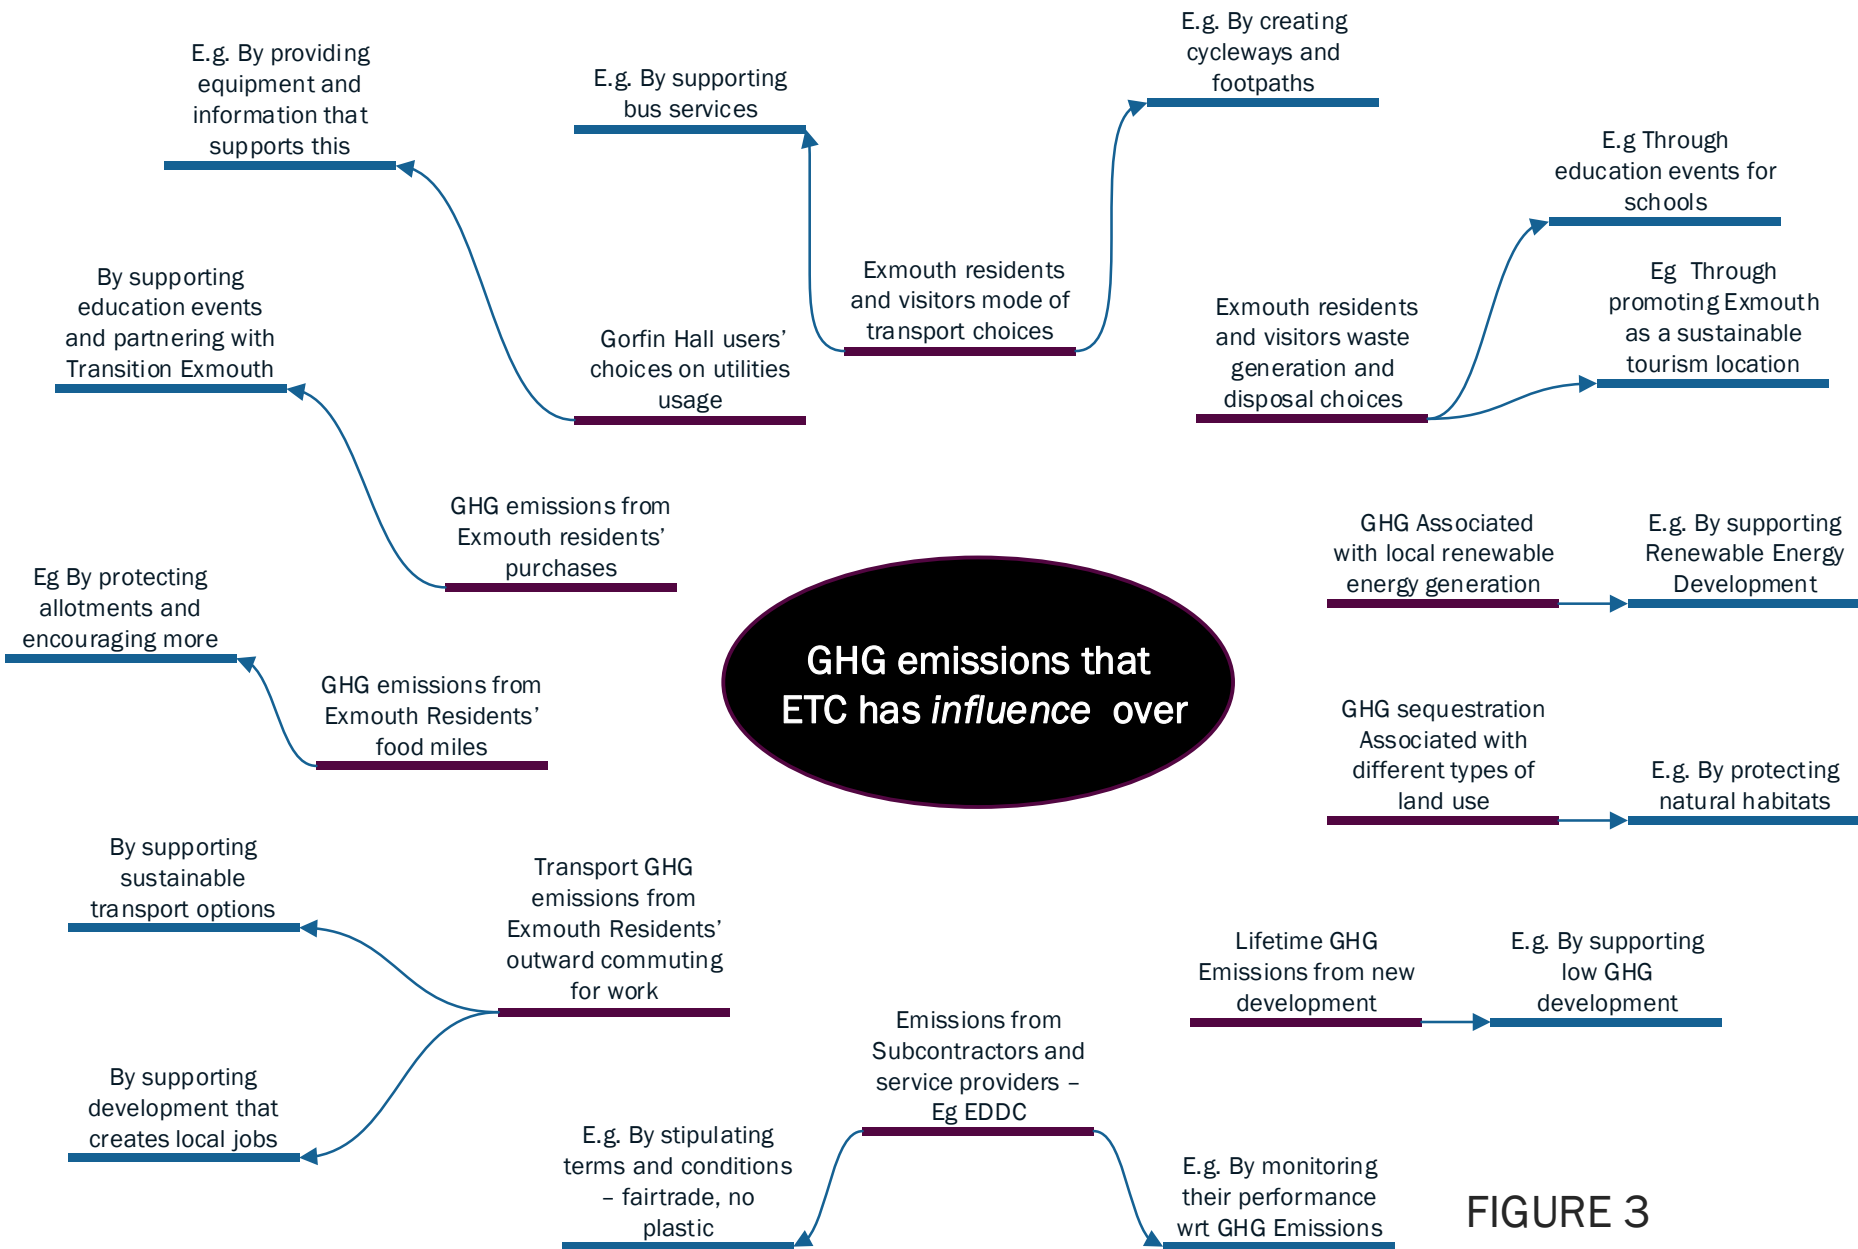 E.g. By providing
equipment and
information that
supports this
E.g. By supporting
bus services
E.g. By creating
cycleways and
footpaths
E.g Through
education events for
schools
By supporting
education events
and partnering with
Transition Exmouth
Gorfin Hall users’
choices on utilities
usage
Exmouth residents
and visitors mode of
transport choices
Exmouth residents
and visitors waste
generation and
disposal choices
Eg Through
promoting Exmouth
as a sustainable
tourism location
GHG emissions from
Exmouth residents’
purchases
GHG Associated
with local renewable
energy generation
E.g. By supporting
Renewable Energy
Development
Eg By protecting
allotments and
encouraging more
GHG emissions from
Exmouth Residents’
food miles
GHG emissions that
ETC has influence over
GHG sequestration
Associated with
different types of
land use
E.g. By protecting
natural habitats
By supporting
sustainable
transport options
Transport GHG
emissions from
Exmouth Residents’
outward commuting
for work
Lifetime GHG
Emissions from new
development
E.g. By supporting
low GHG
development
By supporting
development that
creates local jobs
Emissions from
Subcontractors and
service providers –
Eg EDDC
E.g. By stipulating
terms and conditions
– fairtrade, no
plastic
E.g. By monitoring
their performance
wrt GHG Emissions
FIGURE 3